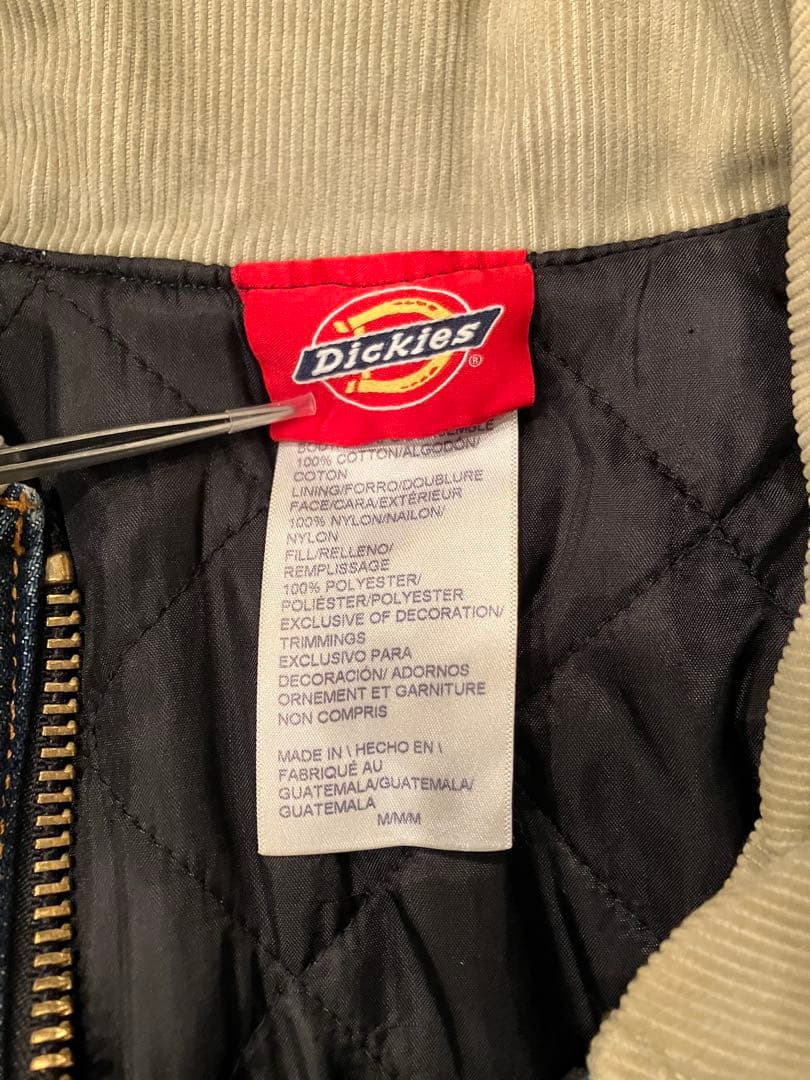 Dickies®
100% COTTON/ALGODÓN/
COTON
LINING/FORRO/DOUBLURE
FACE/CARA/EXTÉRIEUR
100% NYLON/NAILON/
NYLON
FILL/RELLENO/
REMPLISSAGE
100% POLYESTER/
POLIÉSTER/POLYESTER
EXCLUSIVE OF DECORATION/
TRIMMINGS
EXCLUSIVO PARA
DECORACIÓN/ ADORNOS
ORNEMENT ET GARNITURE
NON COMPRIS
MADE IN \ HECHO EN \
FABRIQUÉ AU
GUATEMALA/GUATEMALA/
GUATEMALA
M/M/M